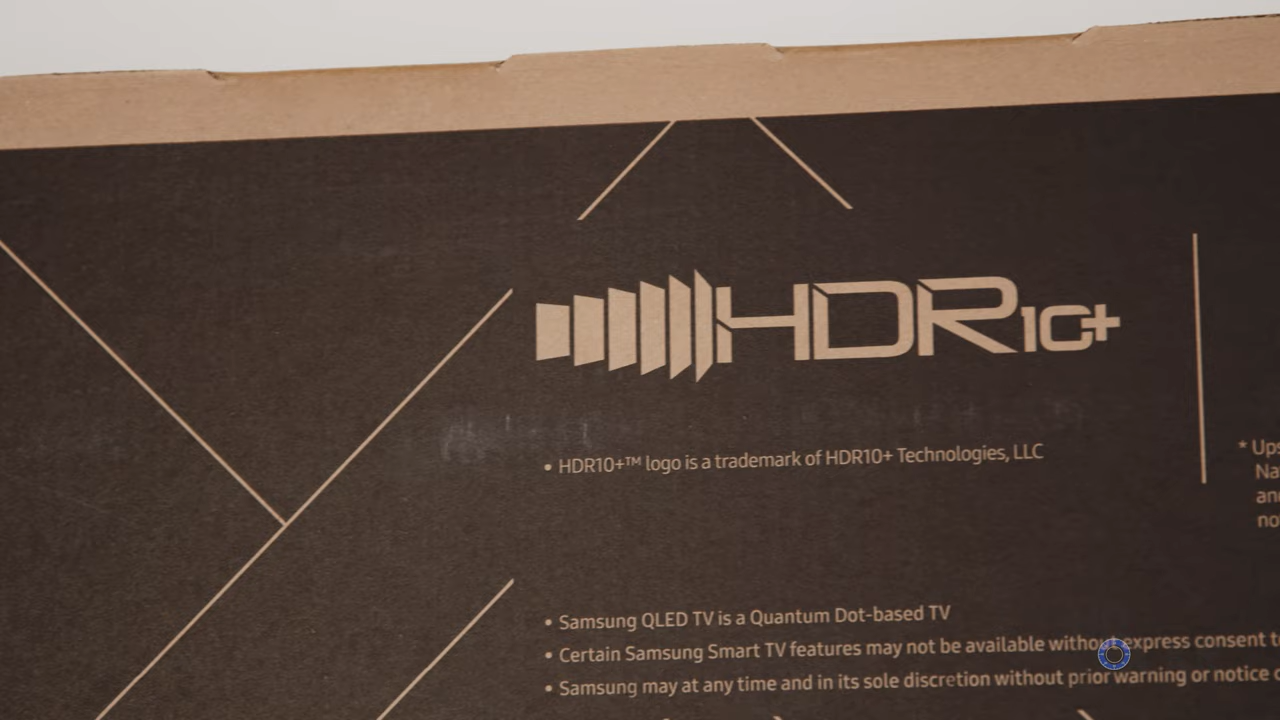 HDR10+
• HDR10+™ logo is a trademark of HDR10+ Technologies, LLC
• Samsung QLED TV is a Quantum Dot-based TV
• Certain Samsung Smart TV features may not be available without express consent
• Samsung may at any time and in its sole discretion without prior warning or notice